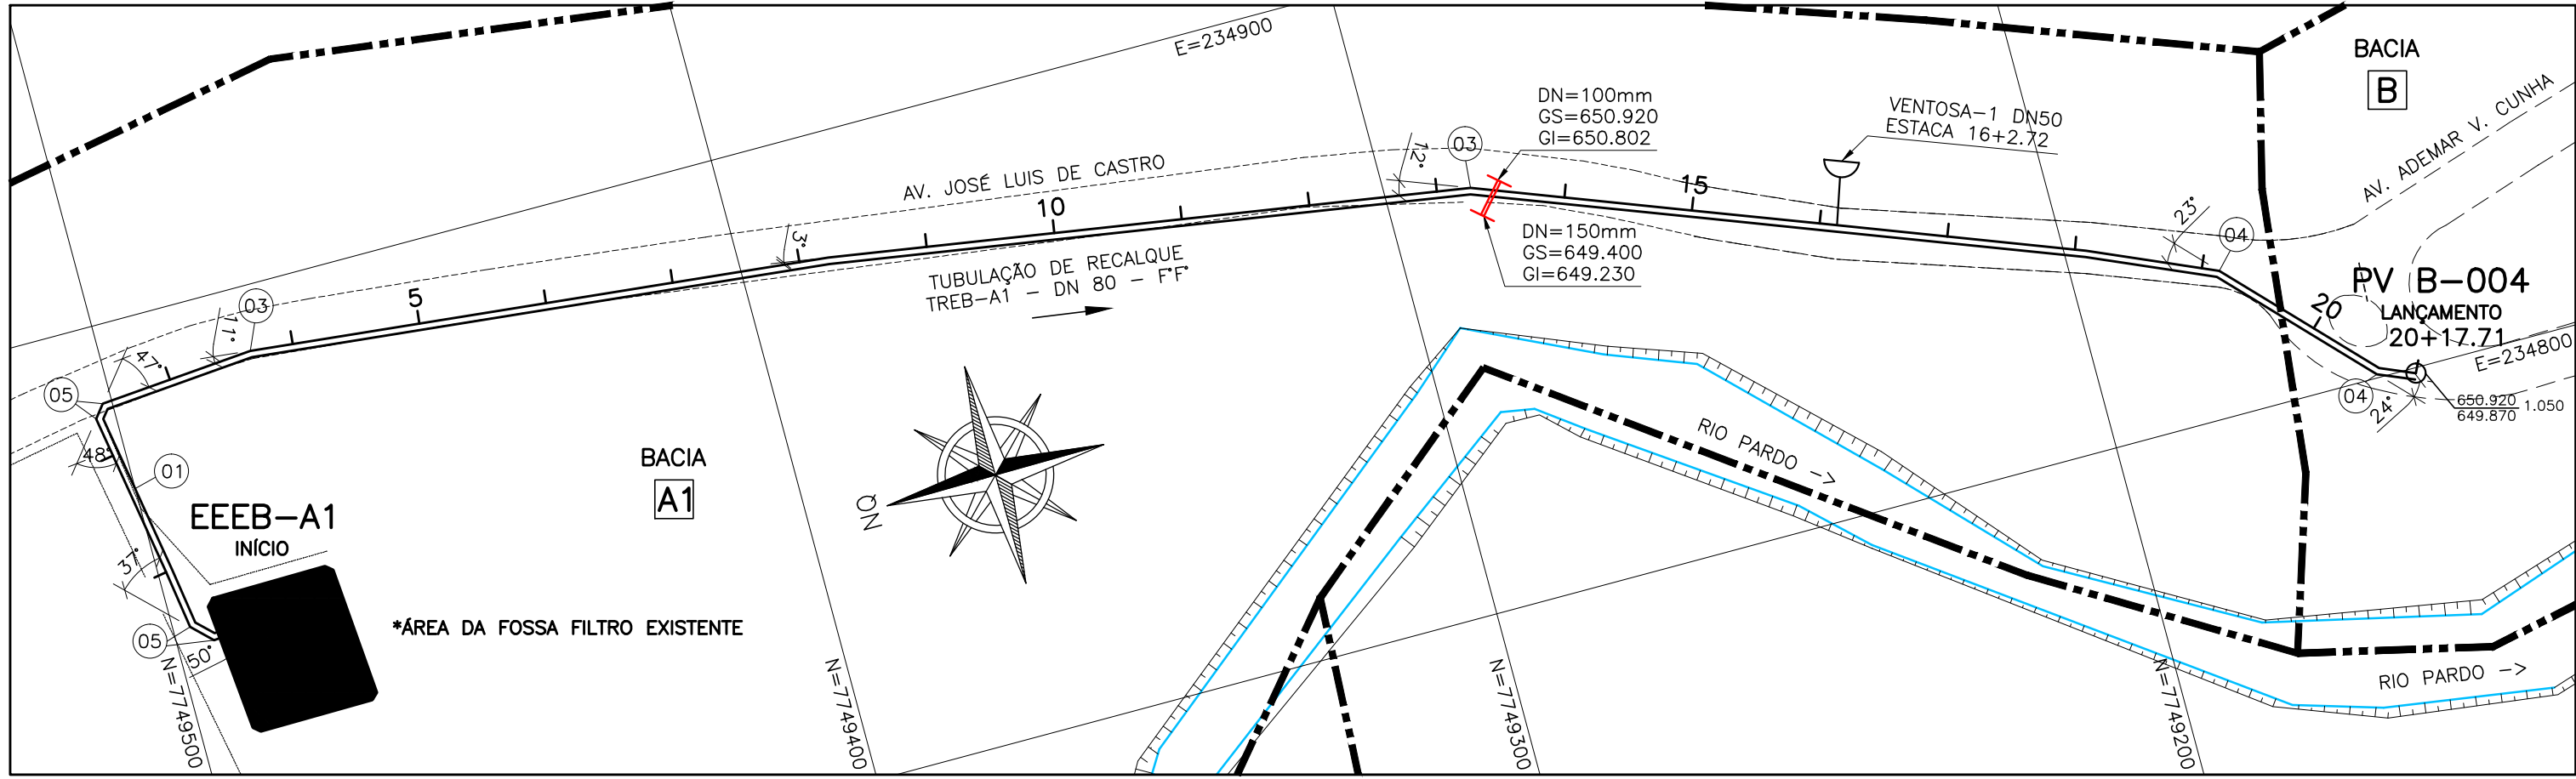 E=234900
BACIA
B
AV. ADEMAR V. CUNHA
DN=100mm
GS=650.920
GI=650.802
VENTOSA-1 DN50
ESTACA 16+2.72
12°
03
AV. JOSÉ LUIS DE CASTRO
15
10
23°
04
3°
DN=150mm
GS=649.400
GI=649.230
TUBULAÇÃO DE RECALQUE
TREB-A1 - DN 80 - F°F°
PV B-004
LANÇAMENTO
20+17.71
20
E=234800
03
5
11°
47°
05
04
24°
650.920
649.870
1.050
48°
01
BACIA
A1
RIO PARDO ->
QN
EEEB-A1
INÍCIO
37°
*ÁREA DA FOSSA FILTRO EXISTENTE
05
50°
N=7749500
N=7749400
N=7749300
N=7749200
RIO PARDO ->